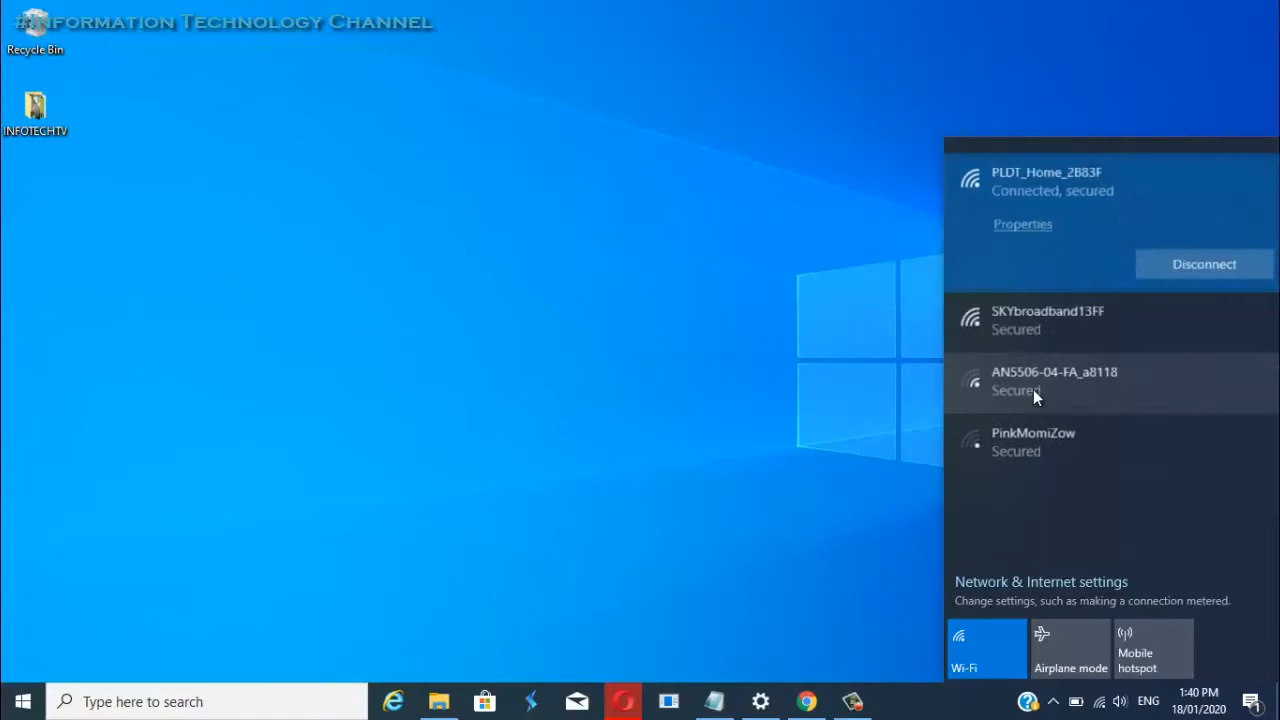 #Information Technology Channel
Recycle Bin
INFOTECHTV
PLDT_Home_2B83F
Connected, secured
Properties
Disconnect
SKYbroadband13FF
Secured
AN5506-04-FA_a8118
Secured
PinkMomiZow
Secured
Network & Internet settings
Change settings, such as making a connection metered.
Wi-Fi
Airplane mode
Mobile
hotspot
Type here to search
ENG
1:40 PM
18/01/2020
1